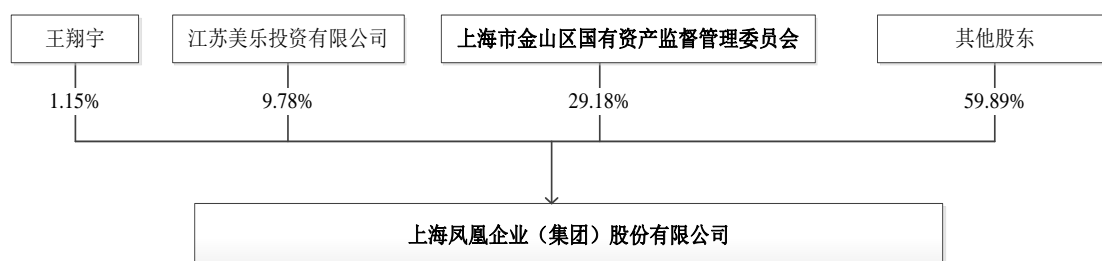 王翔宇
江苏美乐投资有限公司
上海市金山区国有资产监督管理委员会
其他股东
1.15%
9.78%
29.18%
59.89%
上海凤凰企业（集团）股份有限公司